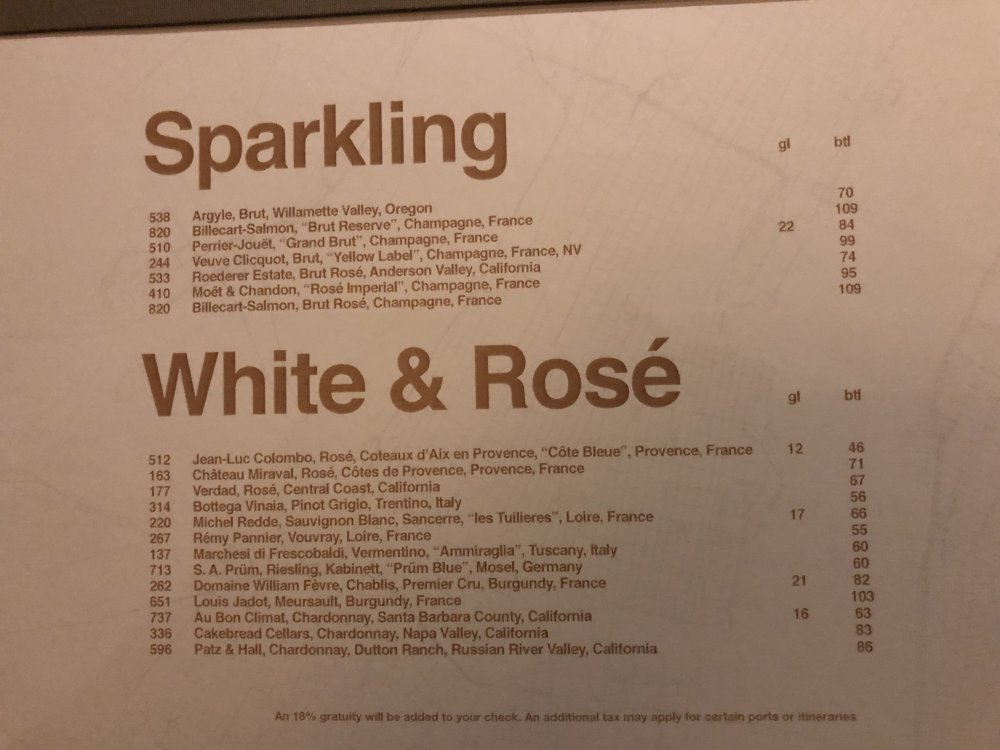 Sparkling
gl btl
538 Argyle, Brut, Willamette Valley, Oregon 70
820 Billecart-Salmon, “Brut Reserve”, Champagne, France 109
510 Perrier-Jouët, “Grand Brut”, Champagne, France 22 84
244 Veuve Clicquot, Brut, “Yellow Label”, Champagne, France, NV 99
533 Roederer Estate, Brut Rosé, Anderson Valley, California 74
410 Moët & Chandon, “Rosé Imperial”, Champagne, France 95
820 Billecart-Salmon, Brut Rosé, Champagne, France 109
White & Rosé
gl btl
512 Jean-Luc Colombo, Rosé, Coteaux d’Aix en Provence, “Côte Bleue”, Provence, France 12 46
163 Château Miraval, Rosé, Côtes de Provence, Provence, France 71
177 Verdad, Rosé, Central Coast, California 67
314 Bottega Vinaia, Pinot Grigio, Trentino, Italy 56
220 Michel Redde, Sauvignon Blanc, Sancerre, “les Tuilieres”, Loire, France 17 66
267 Rémy Pannier, Vouvray, Loire, France 55
137 Marchesi di Frescobaldi, Vermentino, “Ammiraglia”, Tuscany, Italy 60
713 S. A. Prüm, Riesling, Kabinett, “Prüm Blue”, Mosel, Germany 60
262 Domaine William Fèvre, Chablis, Premier Cru, Burgundy, France 21 82
651 Louis Jadot, Meursault, Burgundy, France 103
737 Au Bon Climat, Chardonnay, Santa Barbara County, California 16 63
336 Cakebread Cellars, Chardonnay, Napa Valley, California 83
596 Patz & Hall, Chardonnay, Dutton Ranch, Russian River Valley, California 86
An 18% gratuity will be added to your check. An additional tax may apply for certain ports or itineraries